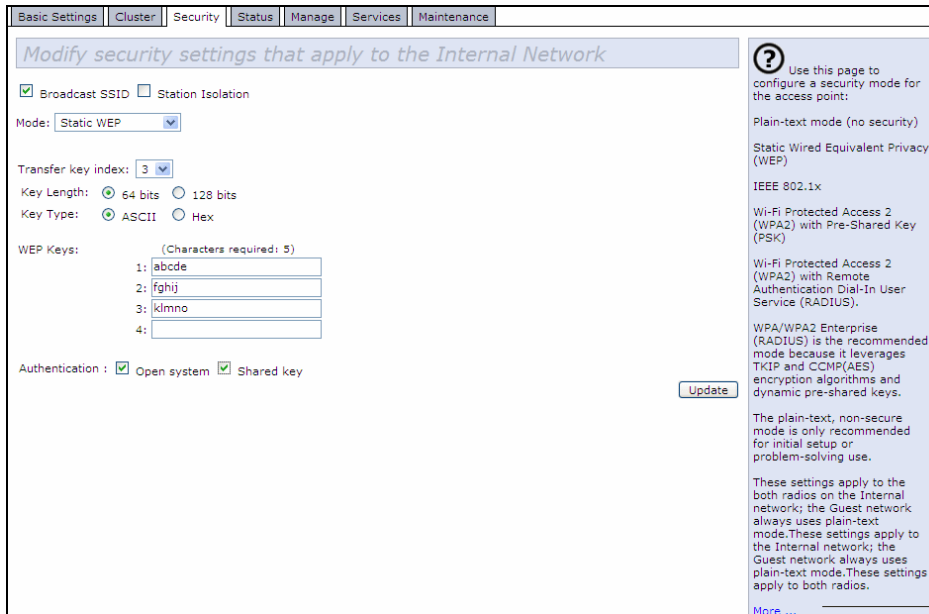 Basic Settings Cluster Security Status Manage Services Maintenance
Modify security settings that apply to the Internal Network
Broadcast SSID Station Isolation
Mode: Static WEP
Transfer key index: 3
Key Length: 64 bits 128 bits
Key Type: ASCII Hex
WEP Keys: (Characters required: 5)
1: abcde
2: fghij
3: klmno
4:
Authentication : Open system Shared key
Update
? Use this page to
configure a security mode for
the access point:
Plain-text mode (no security)
Static Wired Equivalent Privacy
(WEP)
IEEE 802.1x
Wi-Fi Protected Access 2
(WPA2) with Pre-Shared Key
(PSK)
Wi-Fi Protected Access 2
(WPA2) with Remote
Authentication Dial-In User
Service (RADIUS).
WPA/WPA2 Enterprise
(RADIUS) is the recommended
mode because it leverages
TKIP and CCMP(AES)
encryption algorithms and
dynamic pre-shared keys.
The plain-text, non-secure
mode is only recommended
for initial setup or
problem-solving use.
These settings apply to the
both radios on the Internal
network; the Guest network
always uses plain-text
mode.These settings apply to
the Internal network; the
Guest network always uses
plain-text mode.These settings
apply to both radios.
More ...